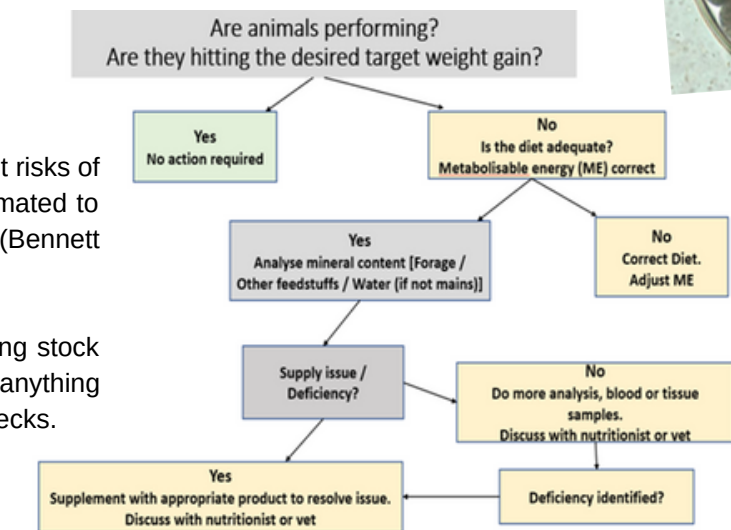 Are animals performing?
Are they hitting the desired target weight gain?
Yes
No action required
No
Is the diet adequate?
Metabolisable energy (ME) correct
t risks of
mated to
(Bennett
Yes
Analyse mineral content [Forage /
Other feedstuffs / Water (if not mains)]
No
Correct Diet.
Adjust ME
ng stock
anything
ecks.
Supply issue /
Deficiency?
No
Do more analysis, blood or tissue
samples.
Discuss with nutritionist or vet
Yes
Supplement with appropriate product to resolve issue.
Discuss with nutritionist or vet
Deficiency identified?